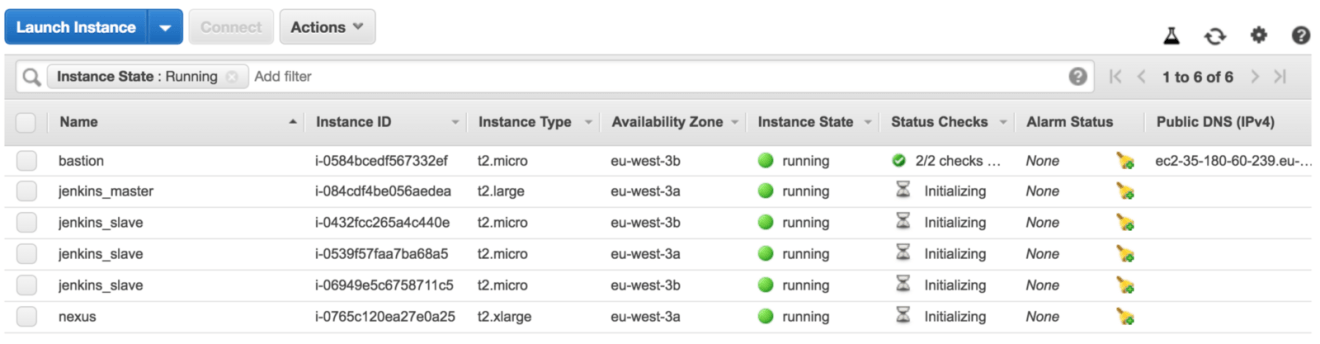 Launch Instance Connect Actions
Instance State : Running Add filter 1 to 6 of 6
Name Instance ID Instance Type Availability Zone Instance State Status Checks Alarm Status Public DNS (IPv4)
bastion i-0584bcedf567332ef t2.micro eu-west-3b running 2/2 checks ... None ec2-35-180-60-239.eu-...
jenkins_master i-084cdf4be056aedea t2.large eu-west-3a running Initializing None
jenkins_slave i-0432fcc265a4c440e t2.micro eu-west-3b running Initializing None
jenkins_slave i-0539f57faa7ba68a5 t2.micro eu-west-3a running Initializing None
jenkins_slave i-06949e5c6758711c5 t2.micro eu-west-3b running Initializing None
nexus i-0765c120ea27e0a25 t2.xlarge eu-west-3a running Initializing None